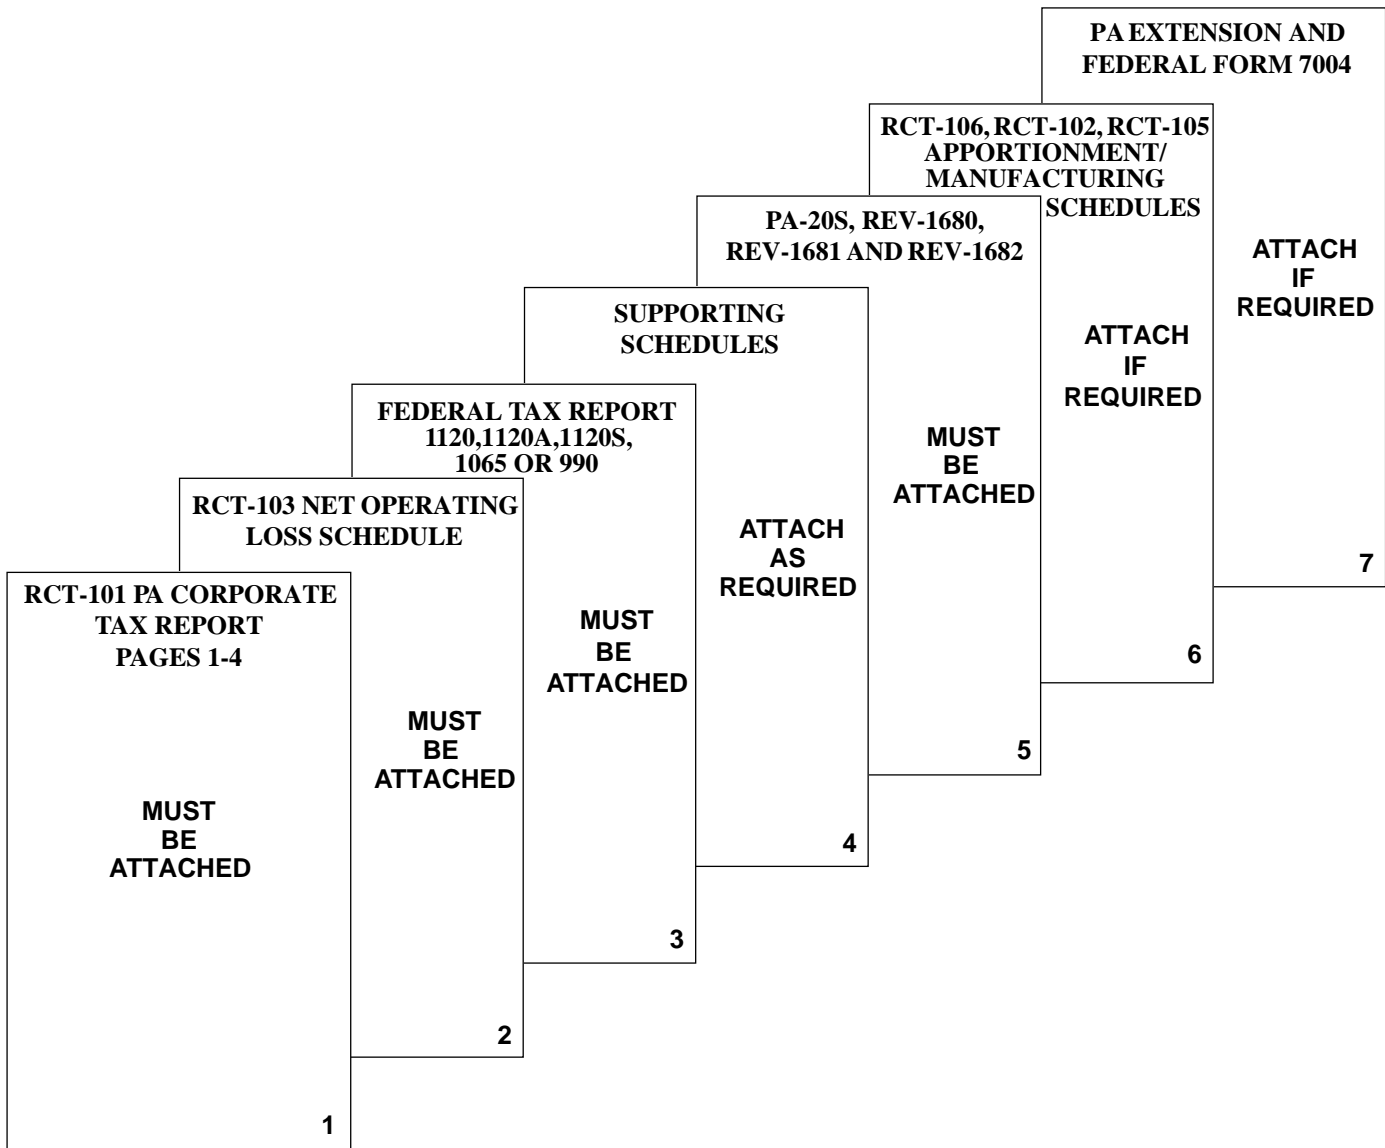 PA EXTENSION AND
FEDERAL FORM 7004
ATTACH
IF
REQUIRED
7
RCT-106, RCT-102, RCT-105
APPORTIONMENT/
MANUFACTURING
SCHEDULES
ATTACH
IF
REQUIRED
6
PA-20S, REV-1680,
REV-1681 AND REV-1682
MUST
BE
ATTACHED
5
SUPPORTING
SCHEDULES
ATTACH
AS
REQUIRED
4
FEDERAL TAX REPORT
1120,1120A,1120S,
1065 OR 990
MUST
BE
ATTACHED
3
RCT-103 NET OPERATING
LOSS SCHEDULE
MUST
BE
ATTACHED
2
RCT-101 PA CORPORATE
TAX REPORT
PAGES 1-4
MUST
BE
ATTACHED
1